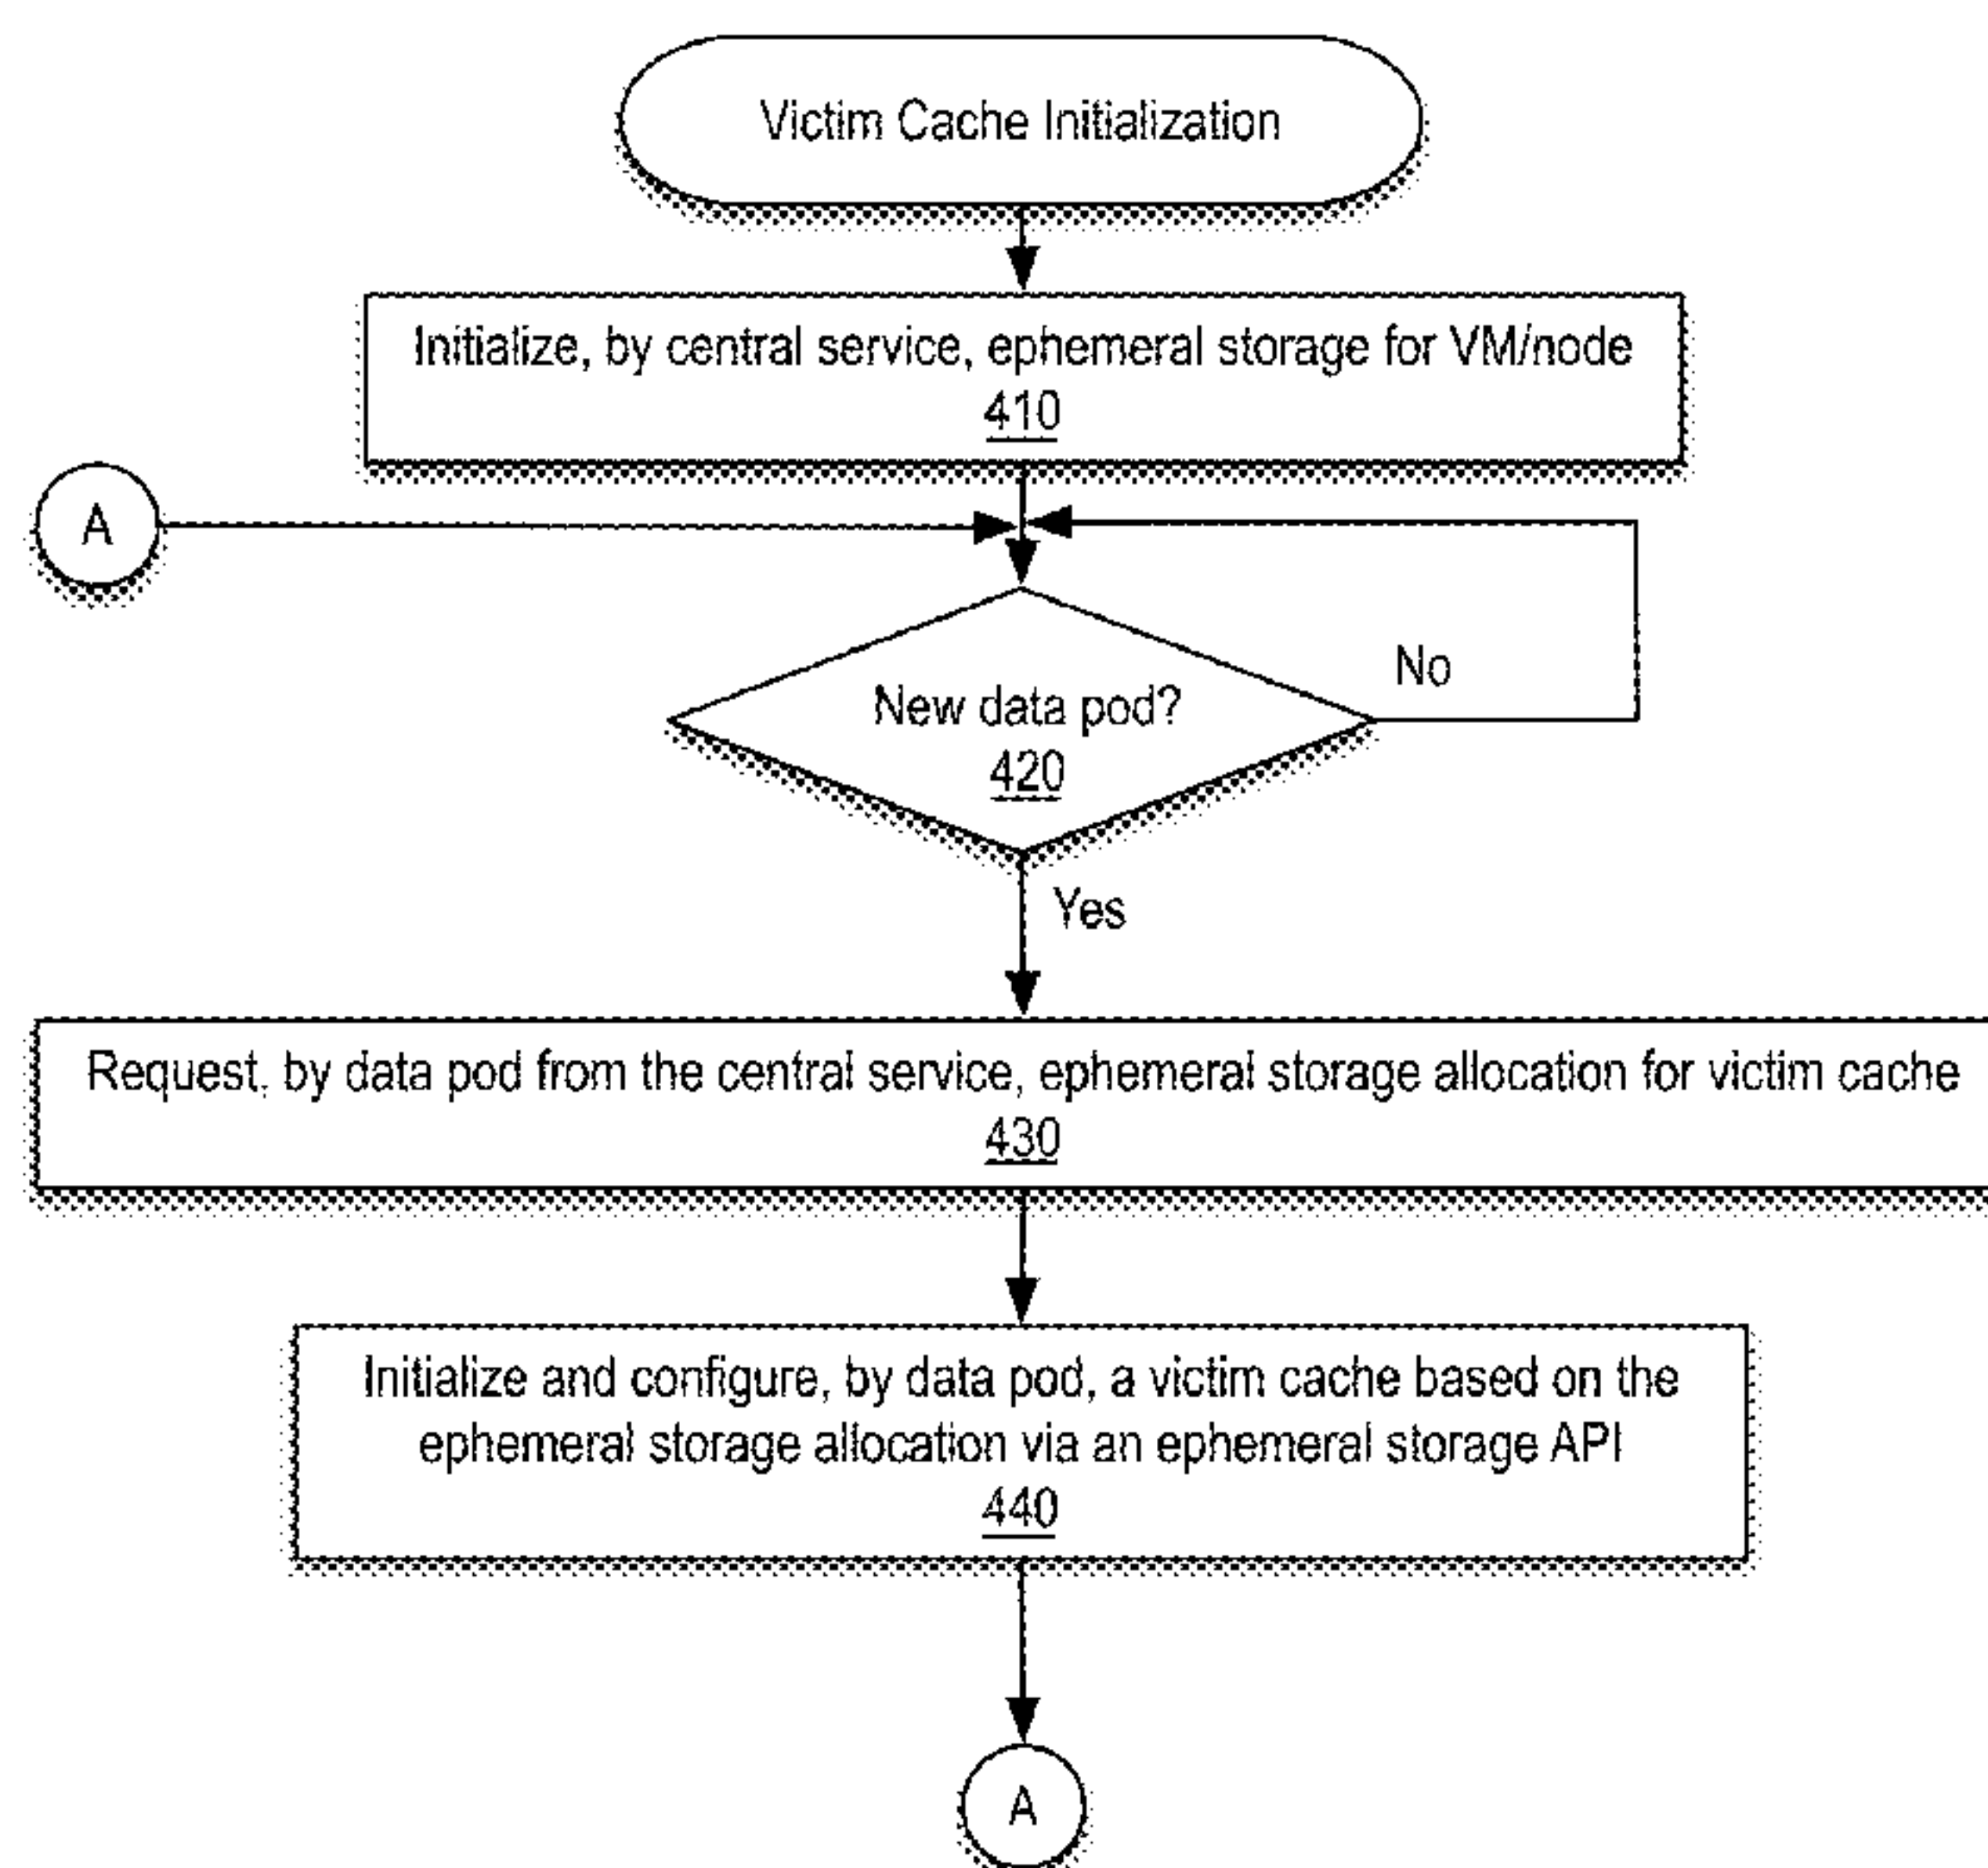 Victim Cache Initialization
Initialize, by central service, ephemeral storage for VM/node
410
A
No
New data pod?
420
Yes
Request, by data pod from the central service, ephemeral storage allocation for victim cache
430
Initialize and configure, by data pod, a victim cache based on the
ephemeral storage allocation via an ephemeral storage API
440
A